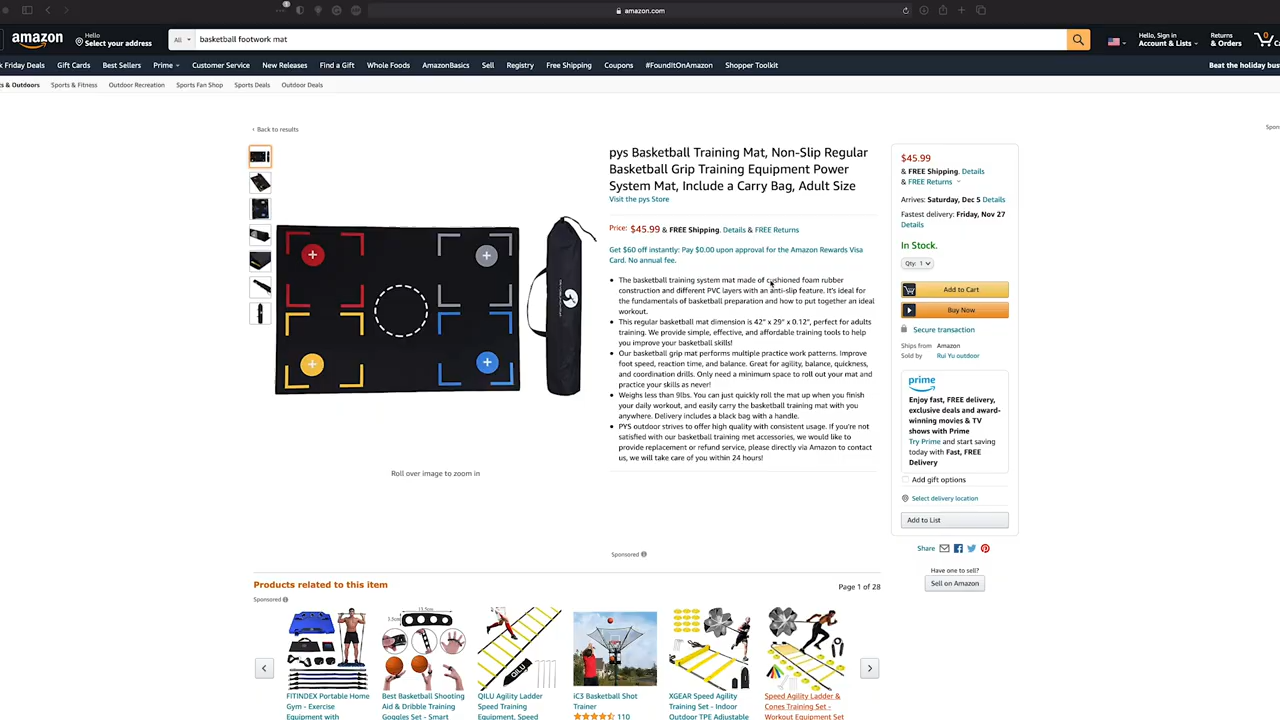 1
amazon.com
amazon
Hello
Select your address
All
basketball footwork mat
Hello, Sign in
Account & Lists
Returns
& Orders
0
k Friday Deals
Gift Cards
Best Sellers
Prime
Customer Service
New Releases
Find a Gift
Whole Foods
AmazonBasics
Sell
Registry
Free Shipping
Coupons
#FoundItOnAmazon
Shopper Toolkit
Beat the holiday bus
s & Outdoors
Sports & Fitness
Outdoor Recreation
Sports Fan Shop
Sports Deals
Outdoor Deals
‹ Back to results
Spon
pys Basketball Training Mat, Non-Slip Regular
Basketball Grip Training Equipment Power
System Mat, Include a Carry Bag, Adult Size
Visit the pys Store
Price: $45.99 & FREE Shipping. Details & FREE Returns
Get $60 off instantly: Pay $0.00 upon approval for the Amazon Rewards Visa
Card. No annual fee.
• The basketball training system mat made of cushioned foam rubber
construction and different PVC layers with an anti-slip feature. It's ideal for
the fundamentals of basketball preparation and how to put together an ideal
workout.
• This regular basketball mat dimension is 42" x 29" x 0.12", perfect for adults
training. We provide simple, effective, and affordable training tools to help
you improve your basketball skills!
• Our basketball grip mat performs multiple practice work patterns. Improve
foot speed, reaction time, and balance. Great for agility, balance, quickness,
and coordination drills. Only need a minimum space to roll out your mat and
practice your skills as never!
• Weighs less than 9lbs. You can just quickly roll the mat up when you finish
your daily workout, and easily carry the basketball training mat with you
anywhere. Delivery includes a black bag with a handle.
• PYS outdoor strives to offer high quality with consistent usage. If you're not
satisfied with our basketball training met accessories, we would like to
provide replacement or refund service, please directly via Amazon to contact
us, we will take care of you within 24 hours!
Roll over image to zoom in
$45.99
& FREE Shipping. Details
& FREE Returns
Arrives: Saturday, Dec 5 Details
Fastest delivery: Friday, Nov 27
Details
In Stock.
Qty: 1
Add to Cart
Buy Now
Secure transaction
Ships from Amazon
Sold by Rui Yu outdoor
prime
Enjoy fast, FREE delivery,
exclusive deals and award-
winning movies & TV
shows with Prime
Try Prime and start saving
today with Fast, FREE
Delivery
Add gift options
Select delivery location
Add to List
Share
Have one to sell?
Sell on Amazon
Sponsored
Products related to this item
Page 1 of 28
Sponsored
FITINDEX Portable Home
Gym - Exercise
Equipment with
Best Basketball Shooting
Aid & Dribble Training
Goggles Set - Smart
QILU
QILU Agility Ladder
Speed Training
Equipment, Speed
iC3 Basketball Shot
Trainer
110
XGEAR Speed Agility
Training Set - Indoor
Outdoor TPE Adjustable
Speed Agility Ladder &
Cones Training Set -
Workout Equipment Set